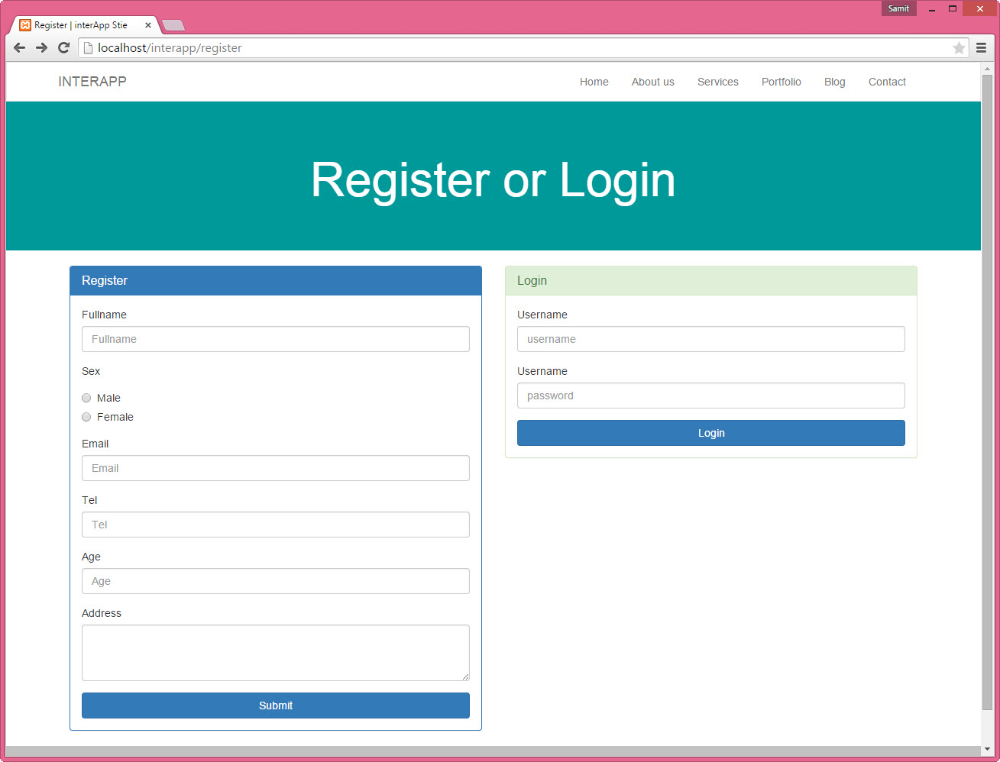 Samit
Register | interApp Stie
localhost/interapp/register
INTERAPP Home About us Services Portfolio Blog Contact
Register or Login
Register
Fullname
Fullname
Sex
Male
Female
Email
Email
Tel
Tel
Age
Age
Address
Submit
Login
Username
username
Username
password
Login